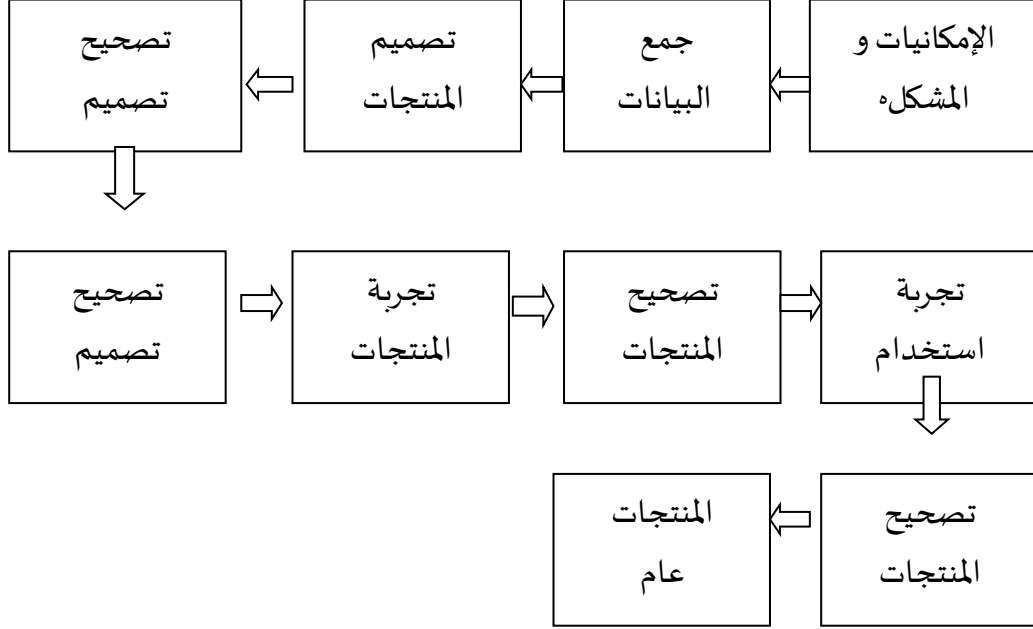 الإمكانيات و
المشكله
جمع
البيانات
تصميم
المنتجات
تصحيح
تصميم
تصحيح
تصميم
تجربة
المنتجات
تصحيح
المنتجات
تجربة
استخدام
تصحيح
المنتجات
المنتجات
عام